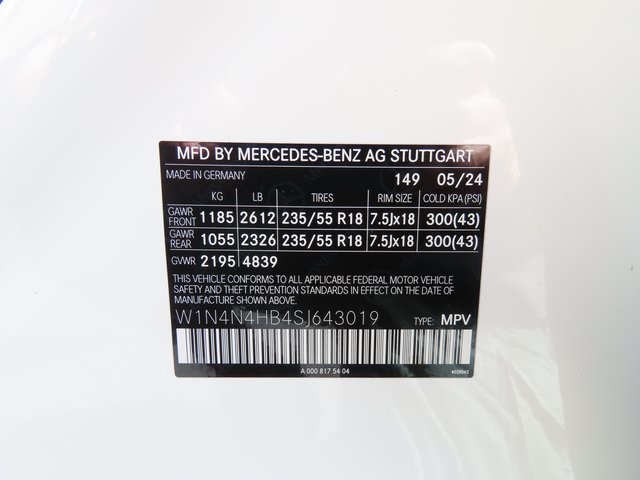 MFD BY MERCEDES-BENZ AG STUTTGART
MADE IN GERMANY 149 05/24
KG LB TIRES RIM SIZE COLD KPA (PSI)
GAWR FRONT 1185 2612 235/55 R18 7.5Jx18 300(43)
GAWR REAR 1055 2326 235/55 R18 7.5Jx18 300(43)
GVWR 2195 4839
THIS VEHICLE CONFORMS TO ALL APPLICABLE FEDERAL MOTOR VEHICLE
SAFETY AND THEFT PREVENTION STANDARDS IN EFFECT ON THE DATE OF
MANUFACTURE SHOWN ABOVE.
W1N4N4HB4SJ643019 TYPE: MPV
A 000 817 54 04